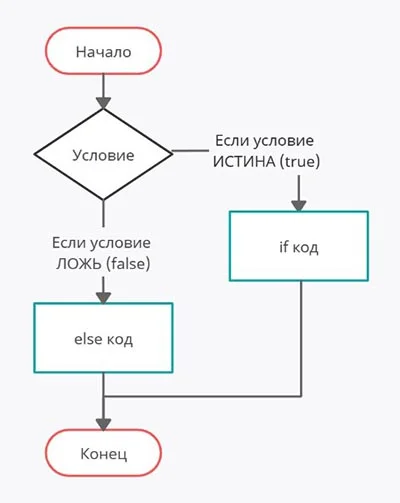 Начало
Условие
Если условие
ИСТИНА (true)
if код
Если условие
ЛОЖЬ (false)
else код
Конец